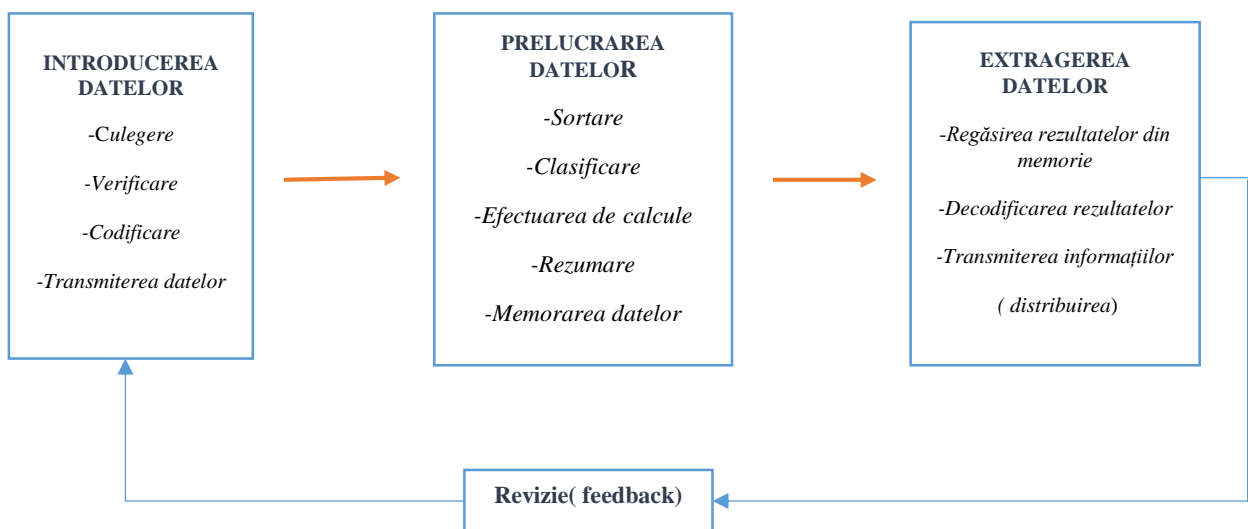 INTRODUCEREA
DATELOR
-Culegere
-Verificare
-Codificare
-Transmiterea datelor
PRELUCRAREA
DATELOR
-Sortare
-Clasificare
-Efectuarea de calcule
-Rezumare
-Memorarea datelor
EXTRAGEREA
DATELOR
-Regăsirea rezultatelor din
memorie
-Decodificarea rezultatelor
-Transmiterea informațiilor
( distribuirea)
Revizie( feedback)